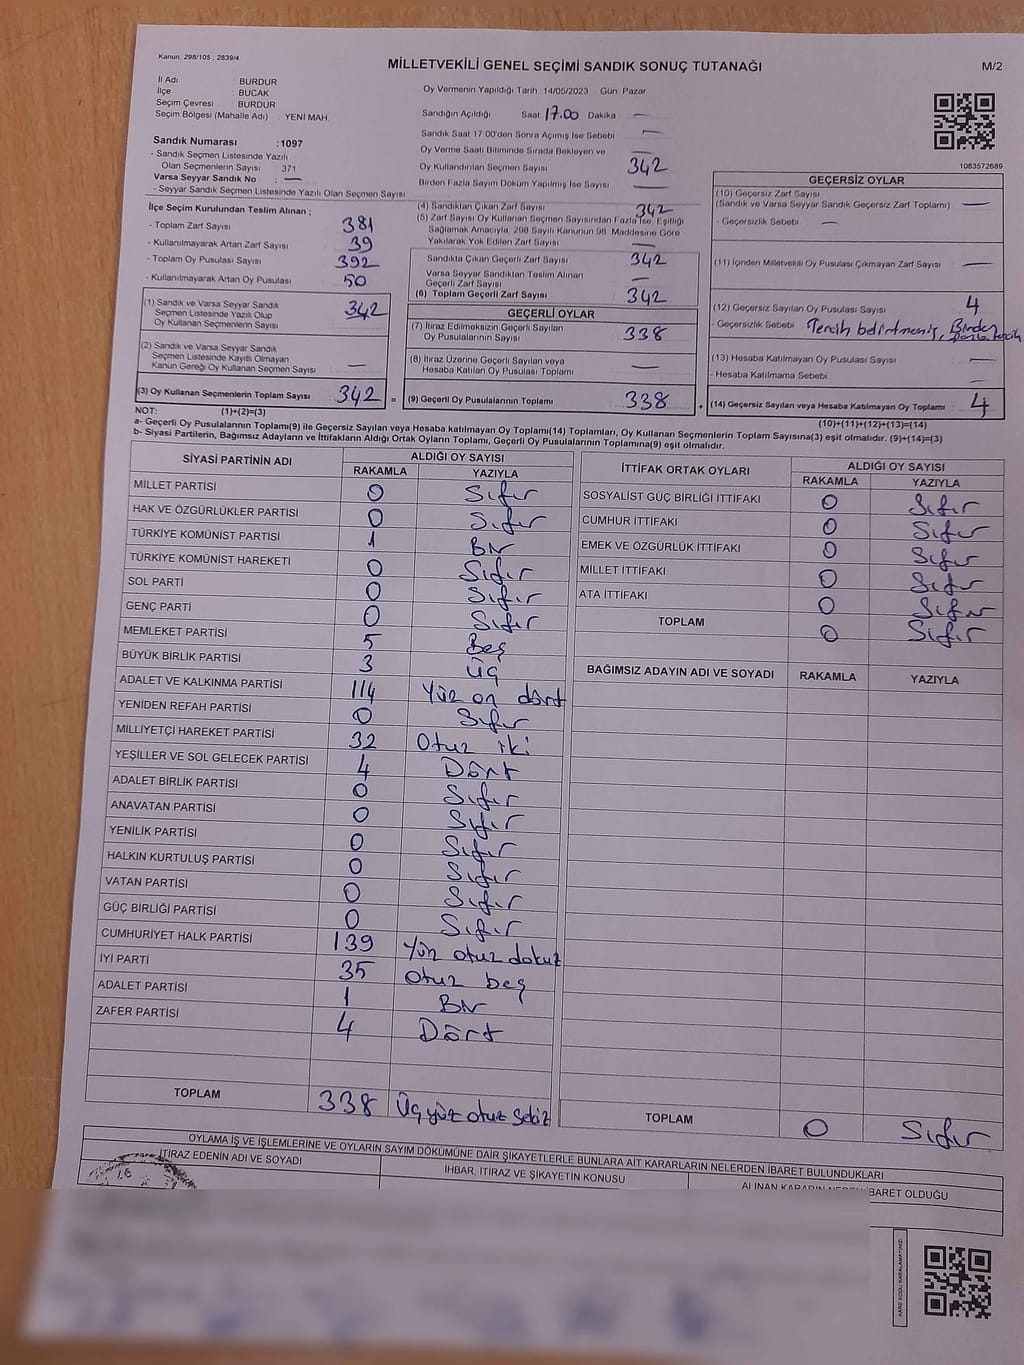 Kanun: 298/105 , 2839/4
MİLLETVEKİLİ GENEL SEÇİMİ SANDIK SONUÇ TUTANAĞI
M/2
İl Adı : BURDUR
İlçe : BUCAK
Seçim Çevresi : BURDUR
Seçim Bölgesi (Mahalle Adı) : YENİ MAH.
Oy Vermenin Yapıldığı Tarih 14/05/2023 Gün: Pazar
Sandığın Açıldığı Saat 17.00 Dakika —
Sandık Saat 17:00'den Sonra Açımış İse Sebebi —
Oy Verme Saati Bitiminde Sırada Bekleyen ve
Oy Kullandırılan Seçmen Sayısı 342
Birden Fazla Sayım Döküm Yapılmış İse Sayısı —
1083572689
Sandık Numarası :1097
- Sandık Seçmen Listesinde Yazılı
Olan Seçmenlerin Sayısı 371
Varsa Seyyar Sandık No : —
- Seyyar Sandık Seçmen Listesinde Yazılı Olan Seçmen Sayısı
İlçe Seçim Kurulundan Teslim Alınan ;
- Toplam Zarf Sayısı 381
- Kullanılmayarak Artan Zarf Sayısı 39
- Toplam Oy Pusulası Sayısı 392
- Kullanılmayarak Artan Oy Pusulası 50
(4) Sandıktan Çıkan Zarf Sayısı 342
(5) Zarf Sayısı Oy Kullanan Seçmen Sayısından Fazla İse, Eşitliği
Sağlamak Amacıyla, 298 Sayılı Kanunun 98. Maddesine Göre
Yakılarak Yok Edilen Zarf Sayısı —
Sandıkta Çıkan Geçerli Zarf Sayısı 342
Varsa Seyyar Sandıktan Teslim Alınan
Geçerli Zarf Sayısı —
(6) Toplam Geçerli Zarf Sayısı 342
GEÇERSİZ OYLAR
(10) Geçersiz Zarf Sayısı
(Sandık ve Varsa Seyyar Sandık Geçersiz Zarf Toplamı) —
- Geçersizlik Sebebi : —
(11) İçinden Milletvekili Oy Pusulası Çıkmayan Zarf Sayısı —
(12) Geçersiz Sayılan Oy Pusulası Sayısı 4
- Geçersizlik Sebebi Tercih belirtmemiş, Birden fazla tercih
(13) Hesaba Katılmayan Oy Pusulası Sayısı —
- Hesaba Katılmama Sebebi —
(14) Geçersiz Sayılan veya Hesaba Katılmayan Oy Toplamı 4
(1) Sandık ve Varsa Seyyar Sandık
Seçmen Listesinde Yazılı Olup
Oy Kullanan Seçmenlerin Sayısı 342
(2) Sandık ve Varsa Seyyar Sandık
Seçmen Listesinde Kayıtlı Olmayan
Kanun Gereği Oy Kullanan Seçmen Sayısı —
(3) Oy Kullanan Seçmenlerin Toplam Sayısı : 342 =
GEÇERLİ OYLAR
(7) İtiraz Edilmeksizin Geçerli Sayılan
Oy Pusulalarının Sayısı 338
(8) İtiraz Üzerine Geçerli Sayılan veya
Hesaba Katılan Oy Pusulası Toplamı —
(9) Geçerli Oy Pusulalarının Toplamı : 338 +
NOT: (1)+(2)=(3)
(10)+(11)+(12)+(13)=(14)
a- Geçerli Oy Pusulalarının Toplamı(9) ile Geçersiz Sayılan veya Hesaba katılmayan Oy Toplamı(14) Toplamları, Oy Kullanan Seçmenlerin Toplam Sayısına(3) eşit olmalıdır. (9)+(14)=(3)
b- Siyasi Partilerin, Bağımsız Adayların ve İttifakların Aldığı Ortak Oyların Toplamı, Geçerli Oy Pusulalarının Toplamına(9) eşit olmalıdır.
SİYASİ PARTİNİN ADI ALDIĞI OY SAYISI
RAKAMLA YAZIYLA
MİLLET PARTİSİ 0 Sıfır
HAK VE ÖZGÜRLÜKLER PARTİSİ 0 Sıfır
TÜRKİYE KOMÜNİST PARTİSİ 1 Bir
TÜRKİYE KOMÜNİST HAREKETİ 0 Sıfır
SOL PARTİ 0 Sıfır
GENÇ PARTİ 0 Sıfır
MEMLEKET PARTİSİ 5 Beş
BÜYÜK BİRLİK PARTİSİ 3 Üç
ADALET VE KALKINMA PARTİSİ 114 Yüz on dört
YENİDEN REFAH PARTİSİ 0 Sıfır
MİLLİYETÇİ HAREKET PARTİSİ 32 Otuz iki
YEŞİLLER VE SOL GELECEK PARTİSİ 4 Dört
ADALET BİRLİK PARTİSİ 0 Sıfır
ANAVATAN PARTİSİ 0 Sıfır
YENİLİK PARTİSİ 0 Sıfır
HALKIN KURTULUŞ PARTİSİ 0 Sıfır
VATAN PARTİSİ 0 Sıfır
GÜÇ BİRLİĞİ PARTİSİ 0 Sıfır
CUMHURİYET HALK PARTİSİ 139 Yüz otuz dokuz
İYİ PARTİ 35 otuz beş
ADALET PARTİSİ 1 Bir
ZAFER PARTİSİ 4 Dört
TOPLAM 338 Üçyüz otuz sekiz
İTTİFAK ORTAK OYLARI ALDIĞI OY SAYISI
RAKAMLA YAZIYLA
SOSYALİST GÜÇ BİRLİĞİ İTTİFAKI 0 Sıfır
CUMHUR İTTİFAKI 0 Sıfır
EMEK VE ÖZGÜRLÜK İTTİFAKI 0 Sıfır
MİLLET İTTİFAKI 0 Sıfır
ATA İTTİFAKI 0 Sıfır
TOPLAM 0 Sıfır
BAĞIMSIZ ADAYIN ADI VE SOYADI RAKAMLA YAZIYLA
TOPLAM 0 Sıfır
OYLAMA İŞ VE İŞLEMLERİNE VE OYLARIN SAYIM DÖKÜMÜNE DAİR ŞİKAYETLERLE BUNLARA AİT KARARLARIN NELERDEN İBARET BULUNDUKLARI
İTİRAZ EDENİN ADI VE SOYADI
İHBAR, İTİRAZ VE ŞİKAYETİN KONUSU
ALINAN KARARIN NEDEN İBARET OLDUĞU
KARE KODU KARALAMAYINIZ!